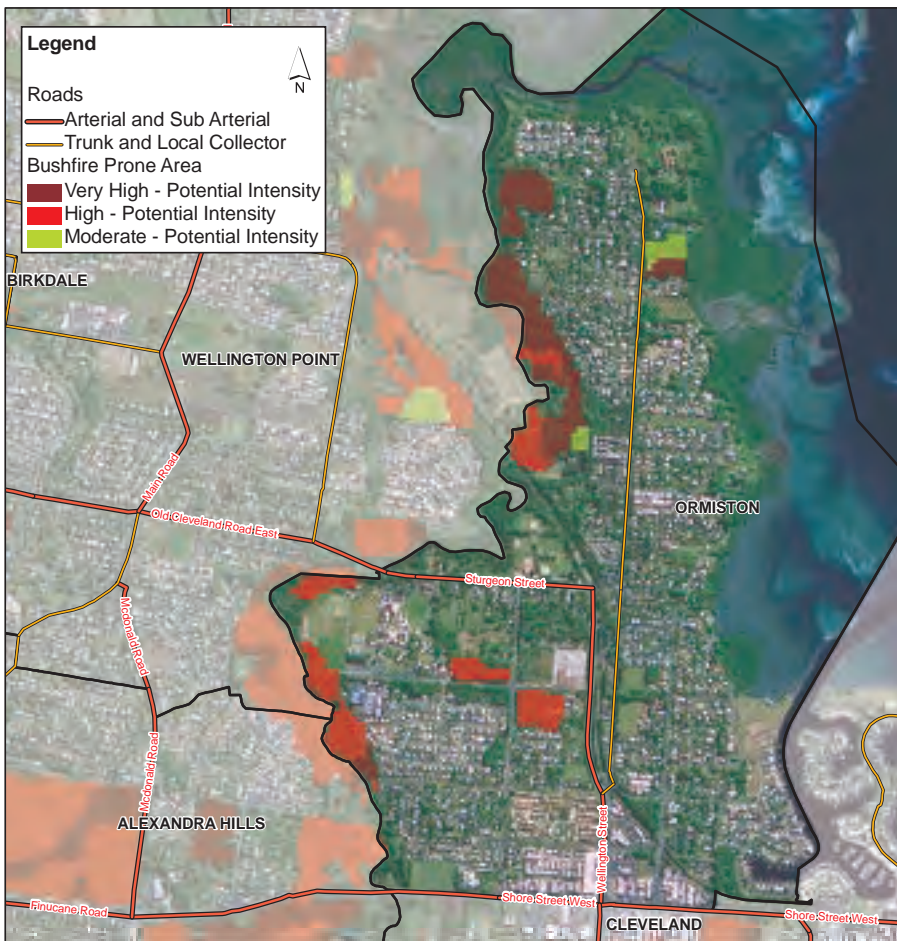 Legend
N
Roads
Arterial and Sub Arterial
Trunk and Local Collector
Bushfire Prone Area
Very High - Potential Intensity
High - Potential Intensity
Moderate - Potential Intensity
BIRKDALE
WELLINGTON POINT
Main Road
Old Cleveland Road East
ORMISTON
Sturgeon Street
Mcdonald Road
Mcdonald Road
ALEXANDRA HILLS
Wellington Street
Finucane Road
Shore Street West
Shore Street West
CLEVELAND